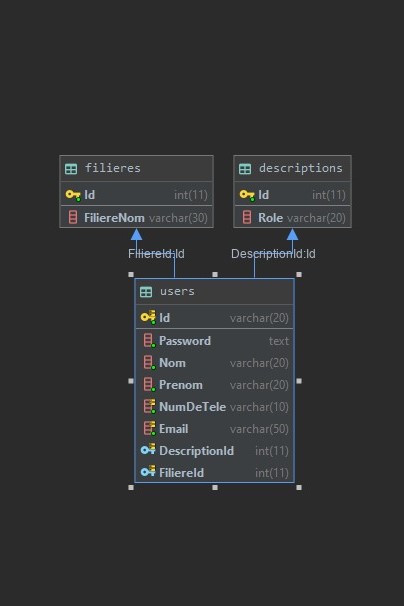 filieres
Id int(11)
FiliereNom varchar(30)
descriptions
Id int(11)
Role varchar(20)
FiliereId:Id
DescriptionId:Id
users
Id varchar(20)
Password text
Nom varchar(20)
Prenom varchar(20)
NumDeTele varchar(10)
Email varchar(50)
DescriptionId int(11)
FiliereId int(11)